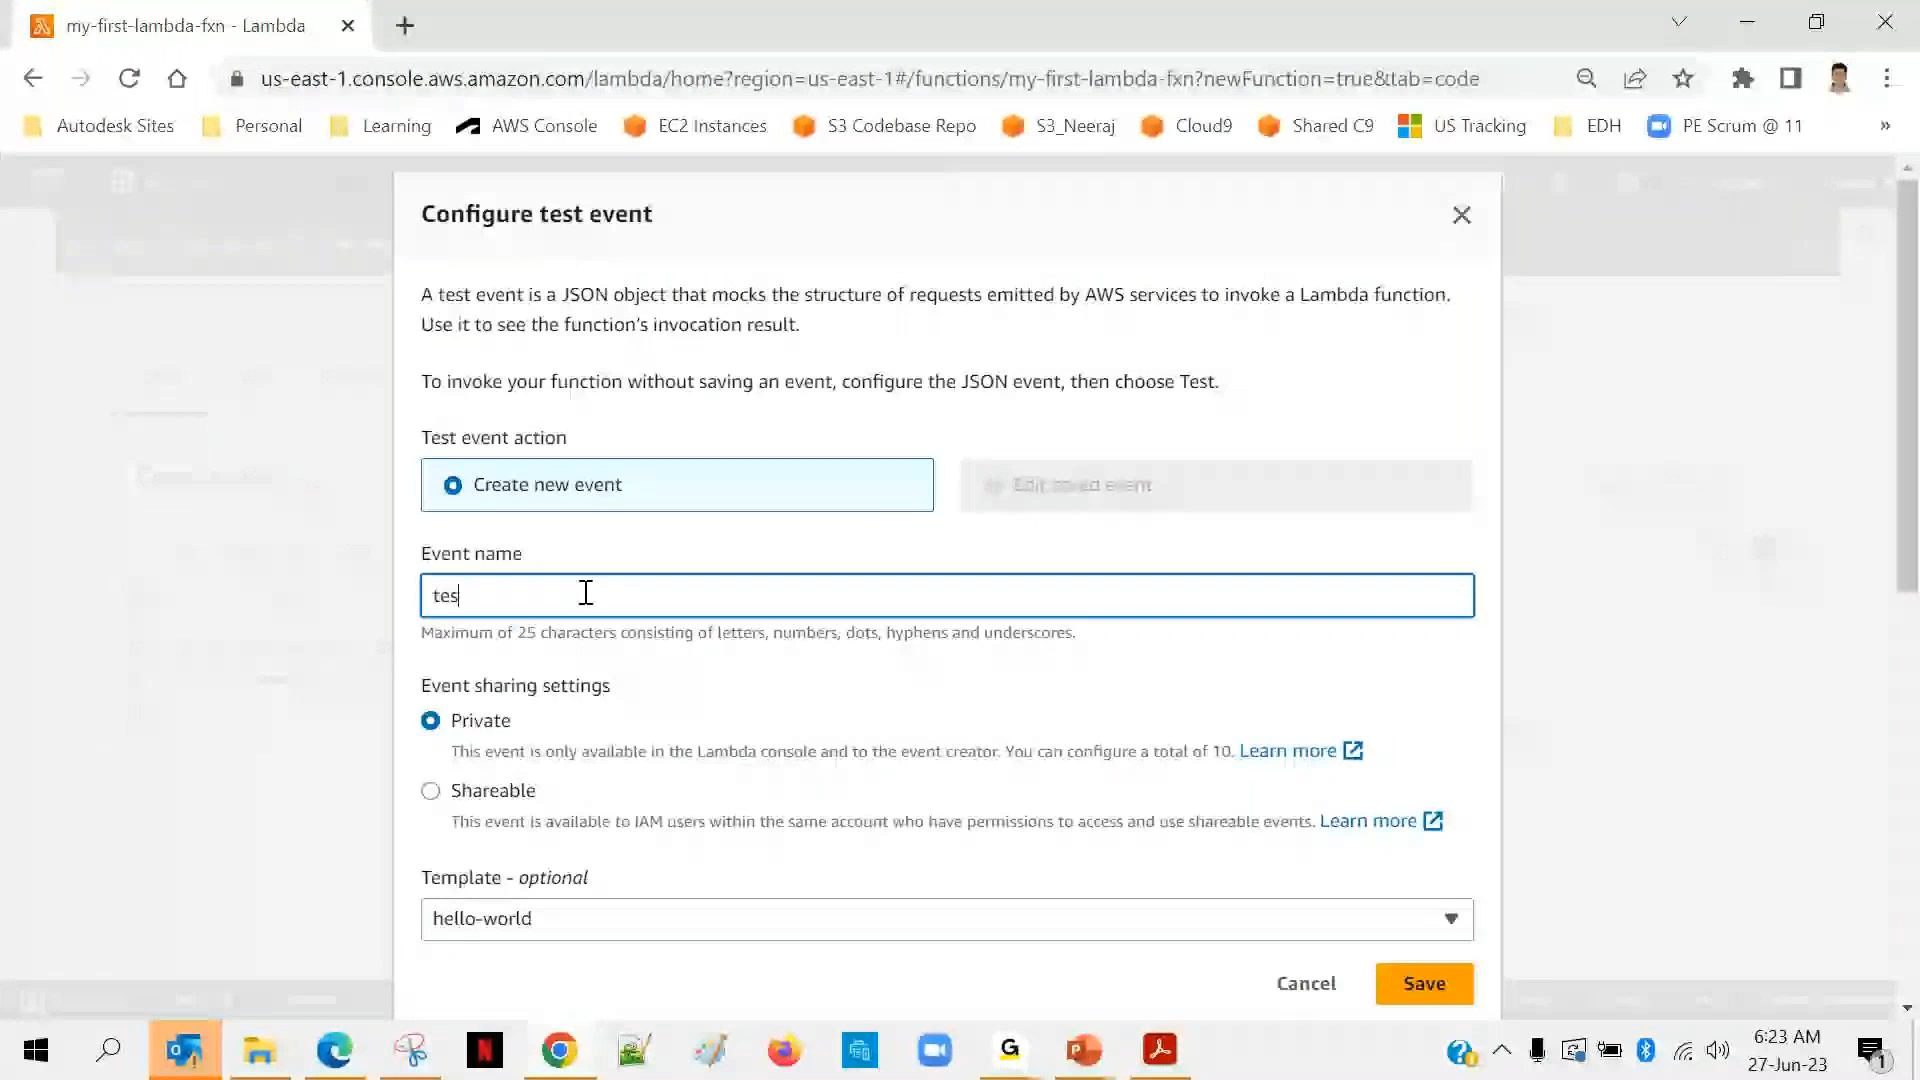 my-first-lambda-fxn - Lambda
us-east-1.console.aws.amazon.com/lambda/home?region=us-east-1#/functions/my-first-lambda-fxn?newFunction=true&tab=code
Autodesk Sites Personal Learning AWS Console EC2 Instances S3 Codebase Repo S3_Neeraj Cloud9 Shared C9 US Tracking EDH PE Scrum @ 11 »
Configure test event
A test event is a JSON object that mocks the structure of requests emitted by AWS services to invoke a Lambda function.
Use it to see the function's invocation result.
To invoke your function without saving an event, configure the JSON event, then choose Test.
Test event action
Create new event Edit saved event
Event name
tes
Maximum of 25 characters consisting of letters, numbers, dots, hyphens and underscores.
Event sharing settings
Private
This event is only available in the Lambda console and to the event creator. You can configure a total of 10. Learn more
Shareable
This event is available to IAM users within the same account who have permissions to access and use shareable events. Learn more
Template - optional
hello-world
Cancel Save
6:23 AM
27-Jun-23
1